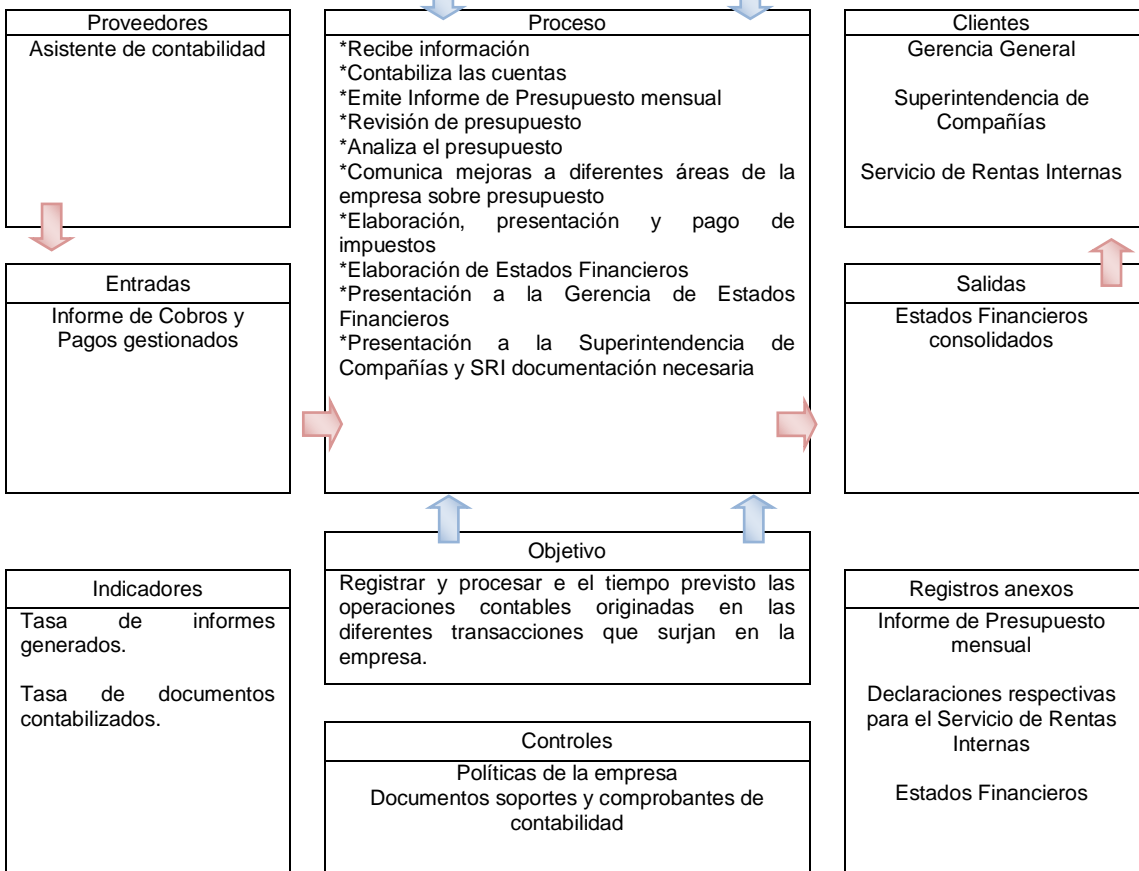 Proveedores
Asistente de contabilidad
Proceso
*Recibe información
*Contabiliza las cuentas
*Emite Informe de Presupuesto mensual
*Revisión de presupuesto
*Analiza el presupuesto
*Comunica mejoras a diferentes áreas de la
empresa sobre presupuesto
*Elaboración, presentación y pago de
impuestos
*Elaboración de Estados Financieros
*Presentación a la Gerencia de Estados
Financieros
*Presentación a la Superintendencia de
Compañías y SRI documentación necesaria
Clientes
Gerencia General
Superintendencia de
Compañías
Servicio de Rentas Internas
Entradas
Informe de Cobros y
Pagos gestionados
Salidas
Estados Financieros
consolidados
Objetivo
Registrar y procesar e el tiempo previsto las
operaciones contables originadas en las
diferentes transacciones que surjan en la
empresa.
Indicadores
Tasa de informes
generados.
Tasa de documentos
contabilizados.
Controles
Políticas de la empresa
Documentos soportes y comprobantes de
contabilidad
Registros anexos
Informe de Presupuesto
mensual
Declaraciones respectivas
para el Servicio de Rentas
Internas
Estados Financieros